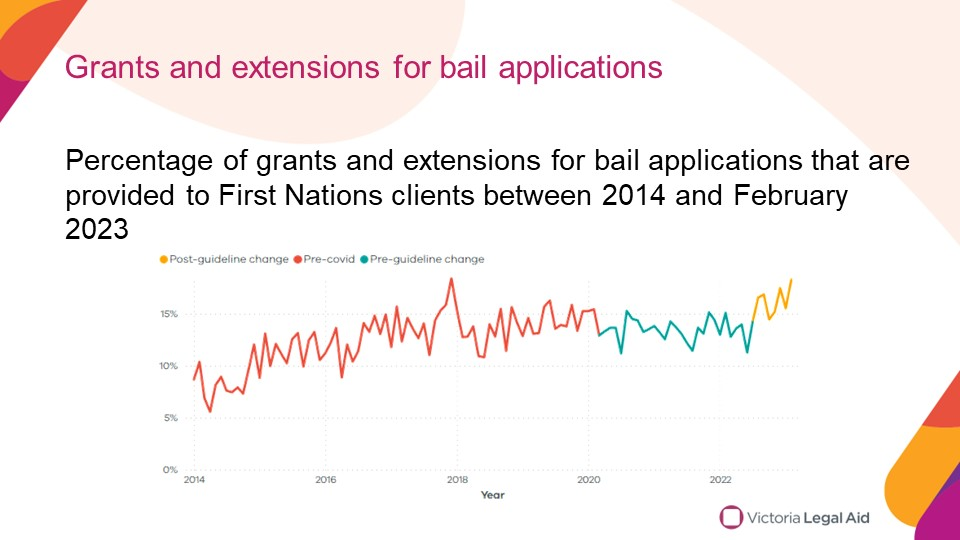 Grants and extensions for bail applications
Percentage of grants and extensions for bail applications that are
provided to First Nations clients between 2014 and February
2023
Post-guideline change Pre-covid Pre-guideline change
15%
10%
5%
0%
2014 2016 2018 2020 2022
Year
Victoria Legal Aid